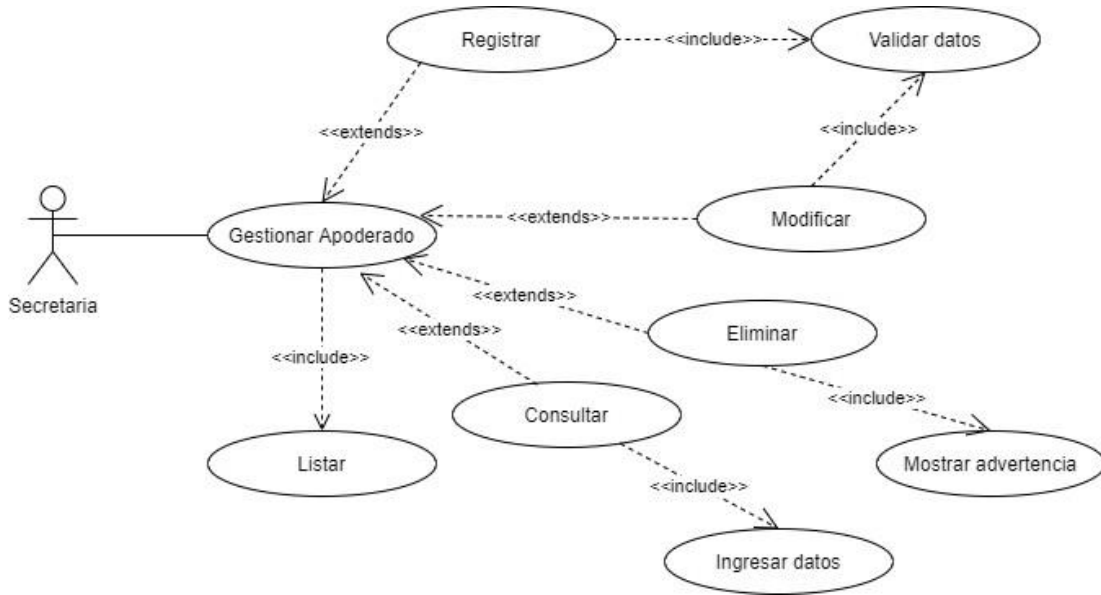 Registrar
<<include>>
Validar datos
<<extends>>
<<include>>
Secretaria
Gestionar Apoderado
<<extends>>
Modificar
<<extends>>
<<extends>>
Eliminar
<<include>>
<<include>>
Consultar
Listar
<<include>>
Mostrar advertencia
Ingresar datos